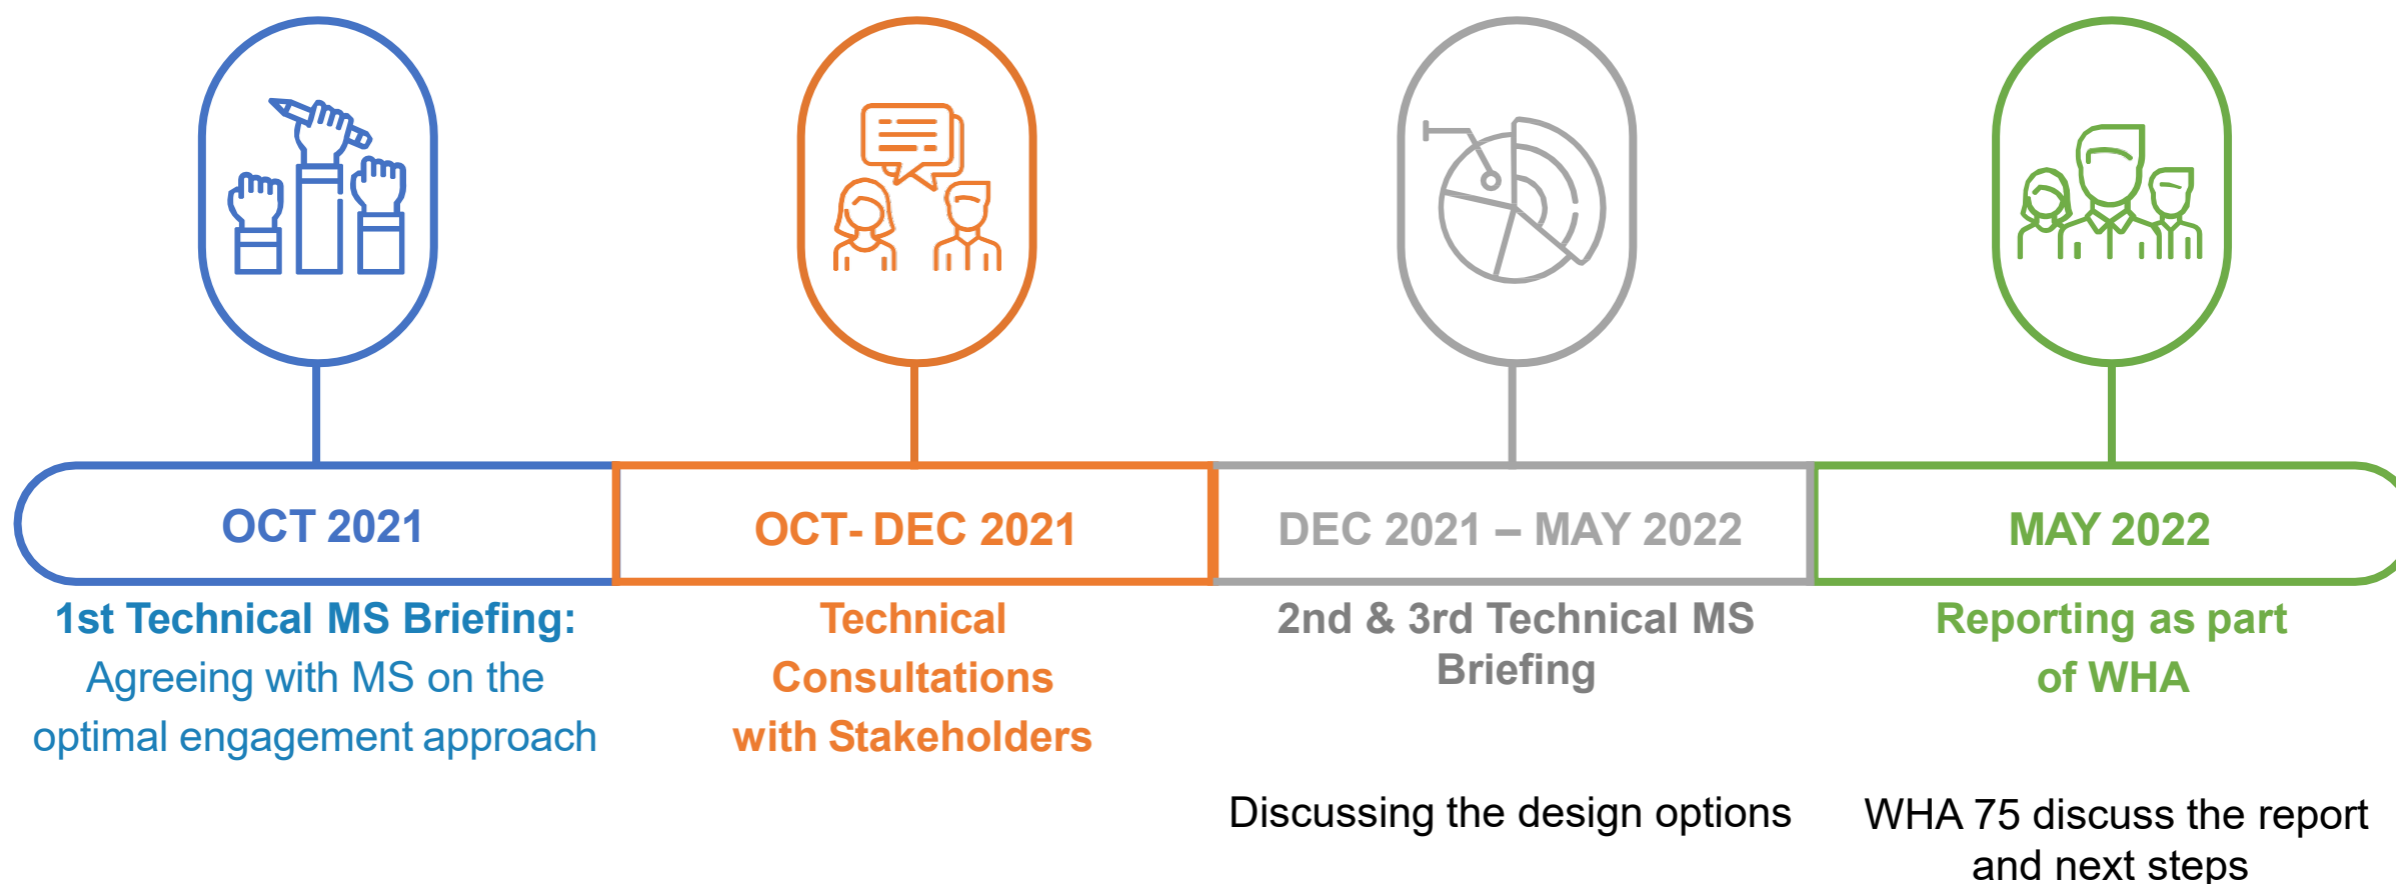 OCT 2021
1st Technical MS Briefing:
Agreeing with MS on the
optimal engagement approach
OCT- DEC 2021
Technical
Consultations
with Stakeholders
DEC 2021 – MAY 2022
2nd & 3rd Technical MS
Briefing
Discussing the design options
MAY 2022
Reporting as part
of WHA
WHA 75 discuss the report
and next steps